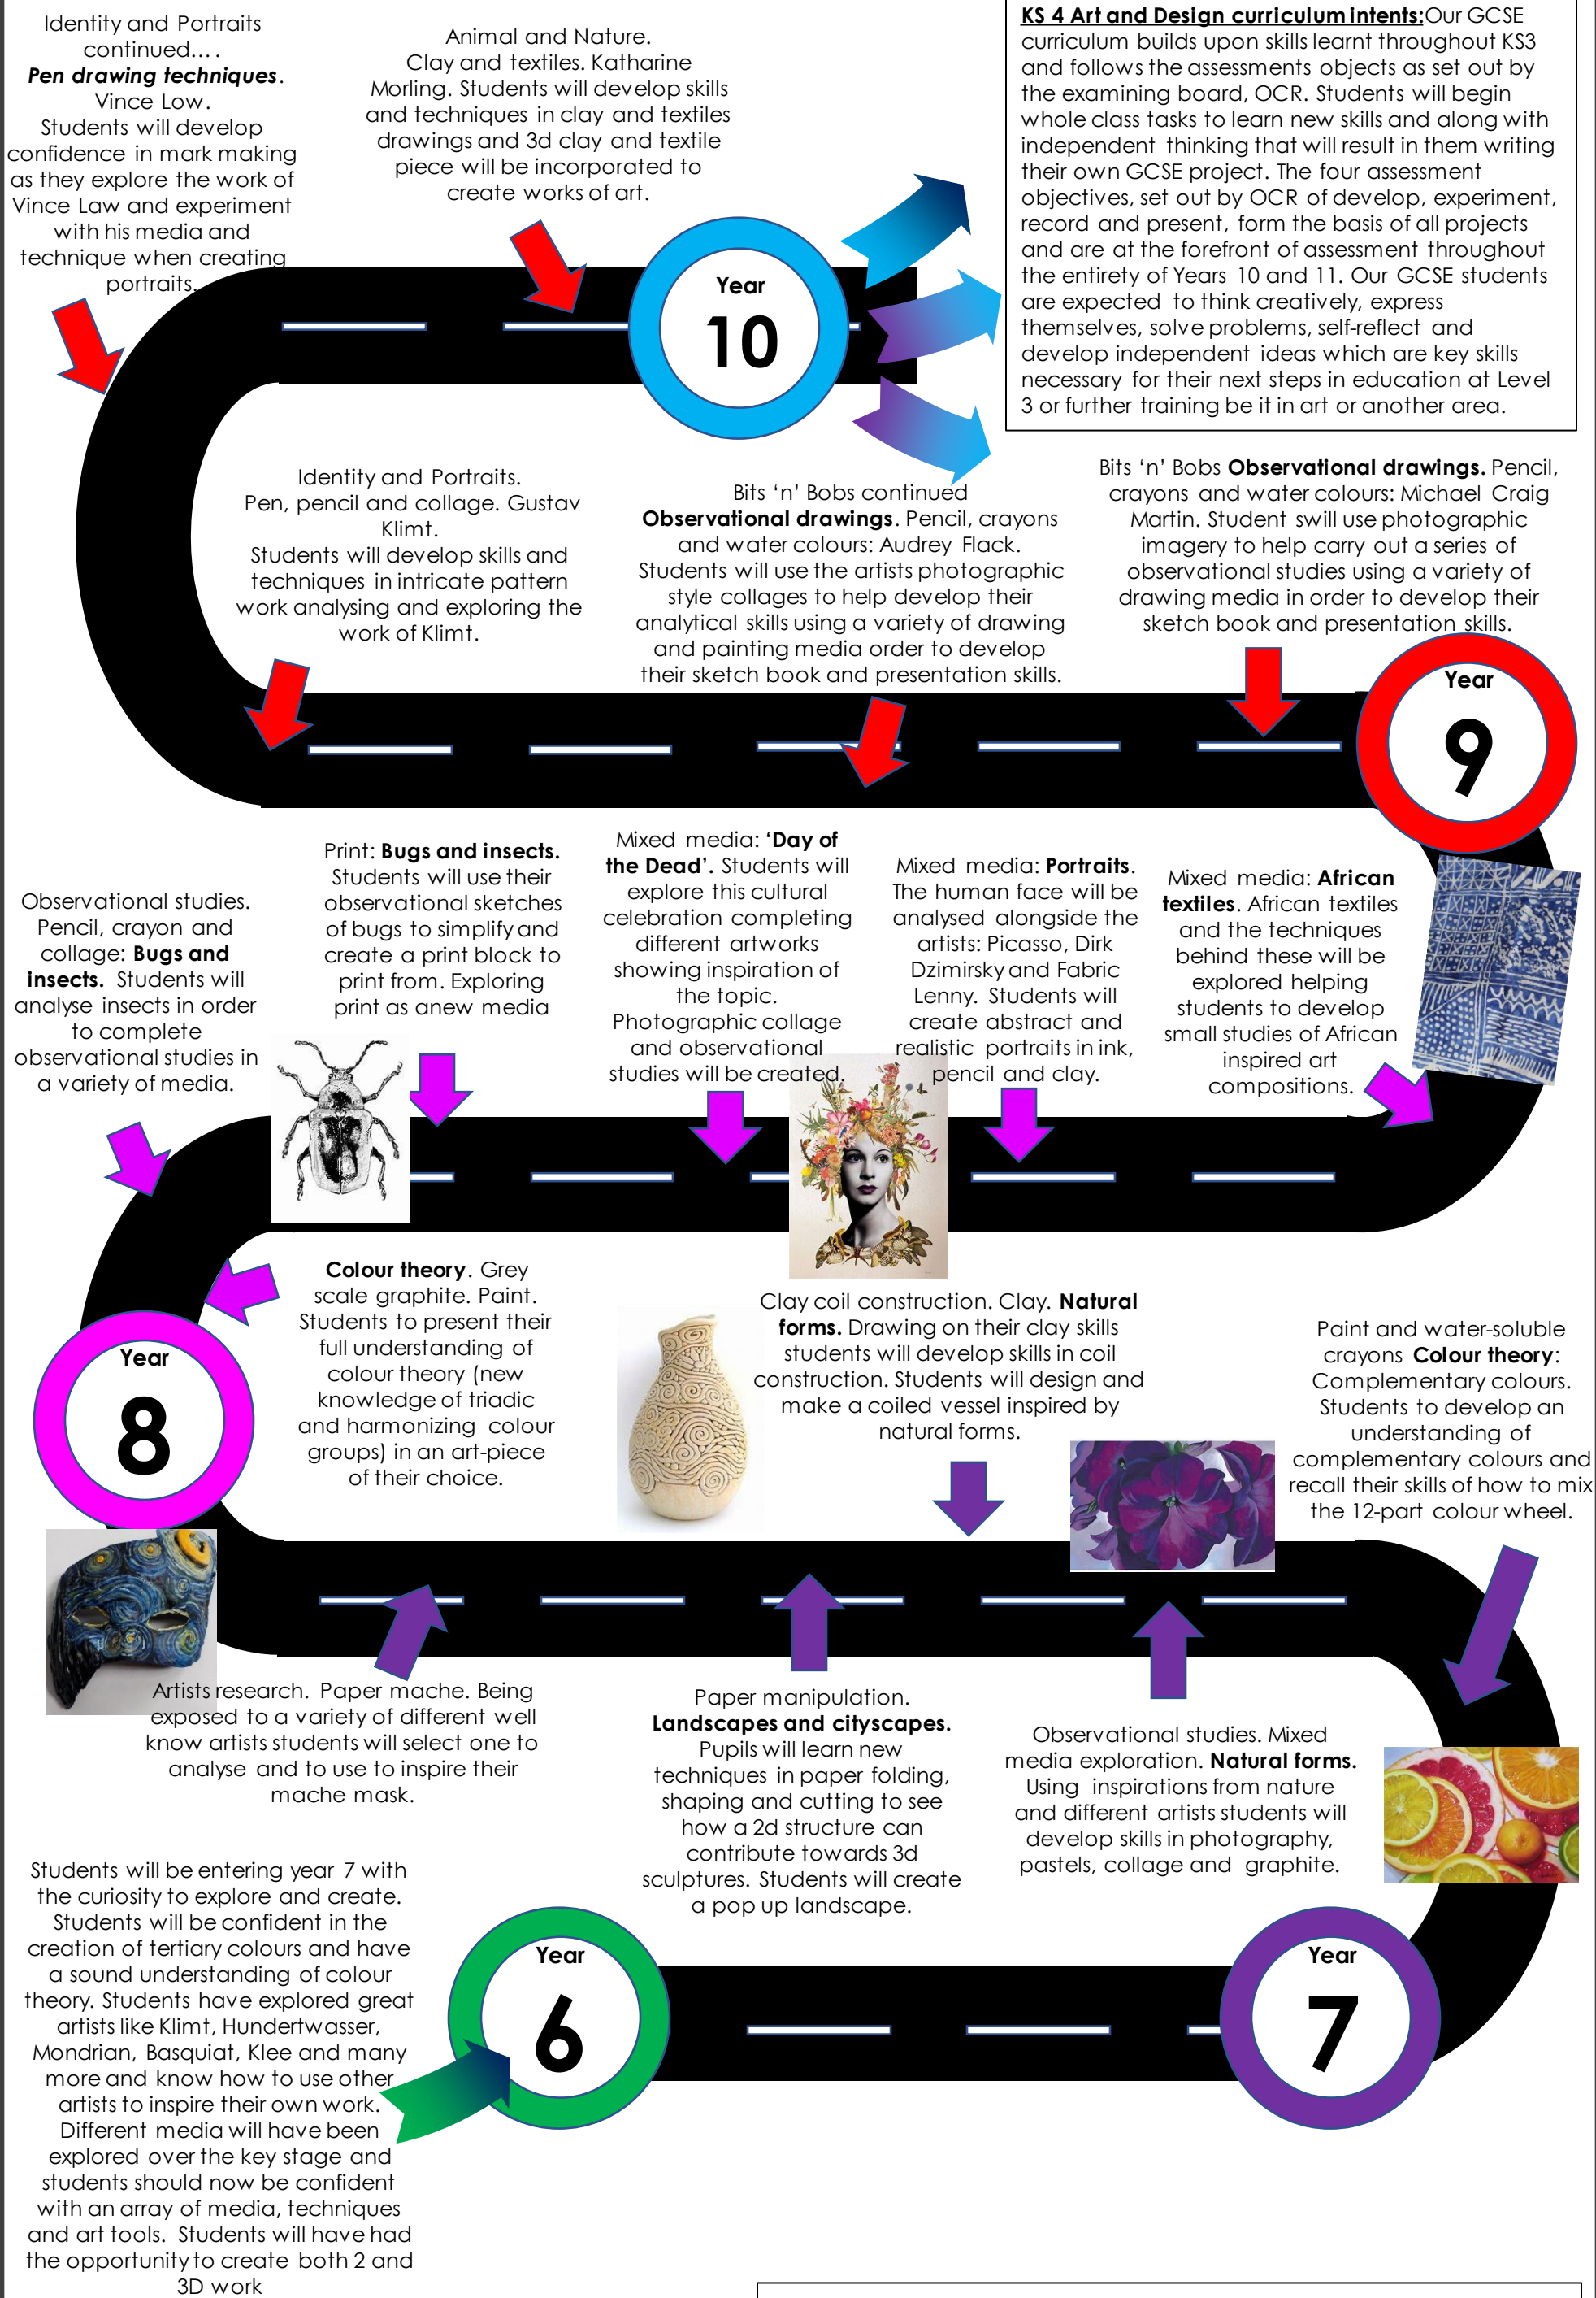 Identity and Portraits
continued....
Pen drawing techniques.
Vince Low.
Students will develop
confidence in mark making
as they explore the work of
Vince Law and experiment
with his media and
technique when creating
portraits.
Animal and Nature.
Clay and textiles. Katharine
Morling. Students will develop skills
and techniques in clay and textiles
drawings and 3d clay and textile
piece will be incorporated to
create works of art.
KS 4 Art and Design curriculum intents:Our GCSE
curriculum builds upon skills learnt throughout KS3
and follows the assessments objects as set out by
the examining board, OCR. Students will begin
whole class tasks to learn new skills and along with
independent thinking that will result in them writing
their own GCSE project. The four assessment
objectives, set out by OCR of develop, experiment,
record and present, form the basis of all projects
and are at the forefront of assessment throughout
the entirety of Years 10 and 11. Our GCSE students
are expected to think creatively, express
themselves, solve problems, self-reflect and
develop independent ideas which are key skills
necessary for their next steps in education at Level
3 or further training be it in art or another area.
Year
10
Identity and Portraits.
Pen, pencil and collage. Gustav
Klimt.
Students will develop skills and
techniques in intricate pattern
work analysing and exploring the
work of Klimt.
Bits ‘n’ Bobs continued
Observational drawings. Pencil, crayons
and water colours: Audrey Flack.
Students will use the artists photographic
style collages to help develop their
analytical skills using a variety of drawing
and painting media order to develop
their sketch book and presentation skills.
Bits ‘n’ Bobs Observational drawings. Pencil,
crayons and water colours: Michael Craig
Martin. Student swill use photographic
imagery to help carry out a series of
observational studies using a variety of
drawing media in order to develop their
sketch book and presentation skills.
Year
9
Observational studies.
Pencil, crayon and
collage: Bugs and
insects. Students will
analyse insects in order
to complete
observational studies in
a variety of media.
Print: Bugs and insects.
Students will use their
observational sketches
of bugs to simplify and
create a print block to
print from. Exploring
print as anew media
Mixed media: ‘Day of
the Dead’. Students will
explore this cultural
celebration completing
different artworks
showing inspiration of
the topic.
Photographic collage
and observational
studies will be created.
Mixed media: Portraits.
The human face will be
analysed alongside the
artists: Picasso, Dirk
Dzimirsky and Fabric
Lenny. Students will
create abstract and
realistic portraits in ink,
pencil and clay.
Mixed media: African
textiles. African textiles
and the techniques
behind these will be
explored helping
students to develop
small studies of African
inspired art
compositions.
Year
8
Colour theory. Grey
scale graphite. Paint.
Students to present their
full understanding of
colour theory (new
knowledge of triadic
and harmonizing colour
groups) in an art-piece
of their choice.
Clay coil construction. Clay. Natural
forms. Drawing on their clay skills
students will develop skills in coil
construction. Students will design and
make a coiled vessel inspired by
natural forms.
Paint and water-soluble
crayons Colour theory:
Complementary colours.
Students to develop an
understanding of
complementary colours and
recall their skills of how to mix
the 12-part colour wheel.
Artists research. Paper mache. Being
exposed to a variety of different well
know artists students will select one to
analyse and to use to inspire their
mache mask.
Paper manipulation.
Landscapes and cityscapes.
Pupils will learn new
techniques in paper folding,
shaping and cutting to see
how a 2d structure can
contribute towards 3d
sculptures. Students will create
a pop up landscape.
Observational studies. Mixed
media exploration. Natural forms.
Using inspirations from nature
and different artists students will
develop skills in photography,
pastels, collage and graphite.
Students will be entering year 7 with
the curiosity to explore and create.
Students will be confident in the
creation of tertiary colours and have
a sound understanding of colour
theory. Students have explored great
artists like Klimt, Hundertwasser,
Mondrian, Basquiat, Klee and many
more and know how to use other
artists to inspire their own work.
Different media will have been
explored over the key stage and
students should now be confident
with an array of media, techniques
and art tools. Students will have had
the opportunity to create both 2 and
3D work
Year
6
Year
7